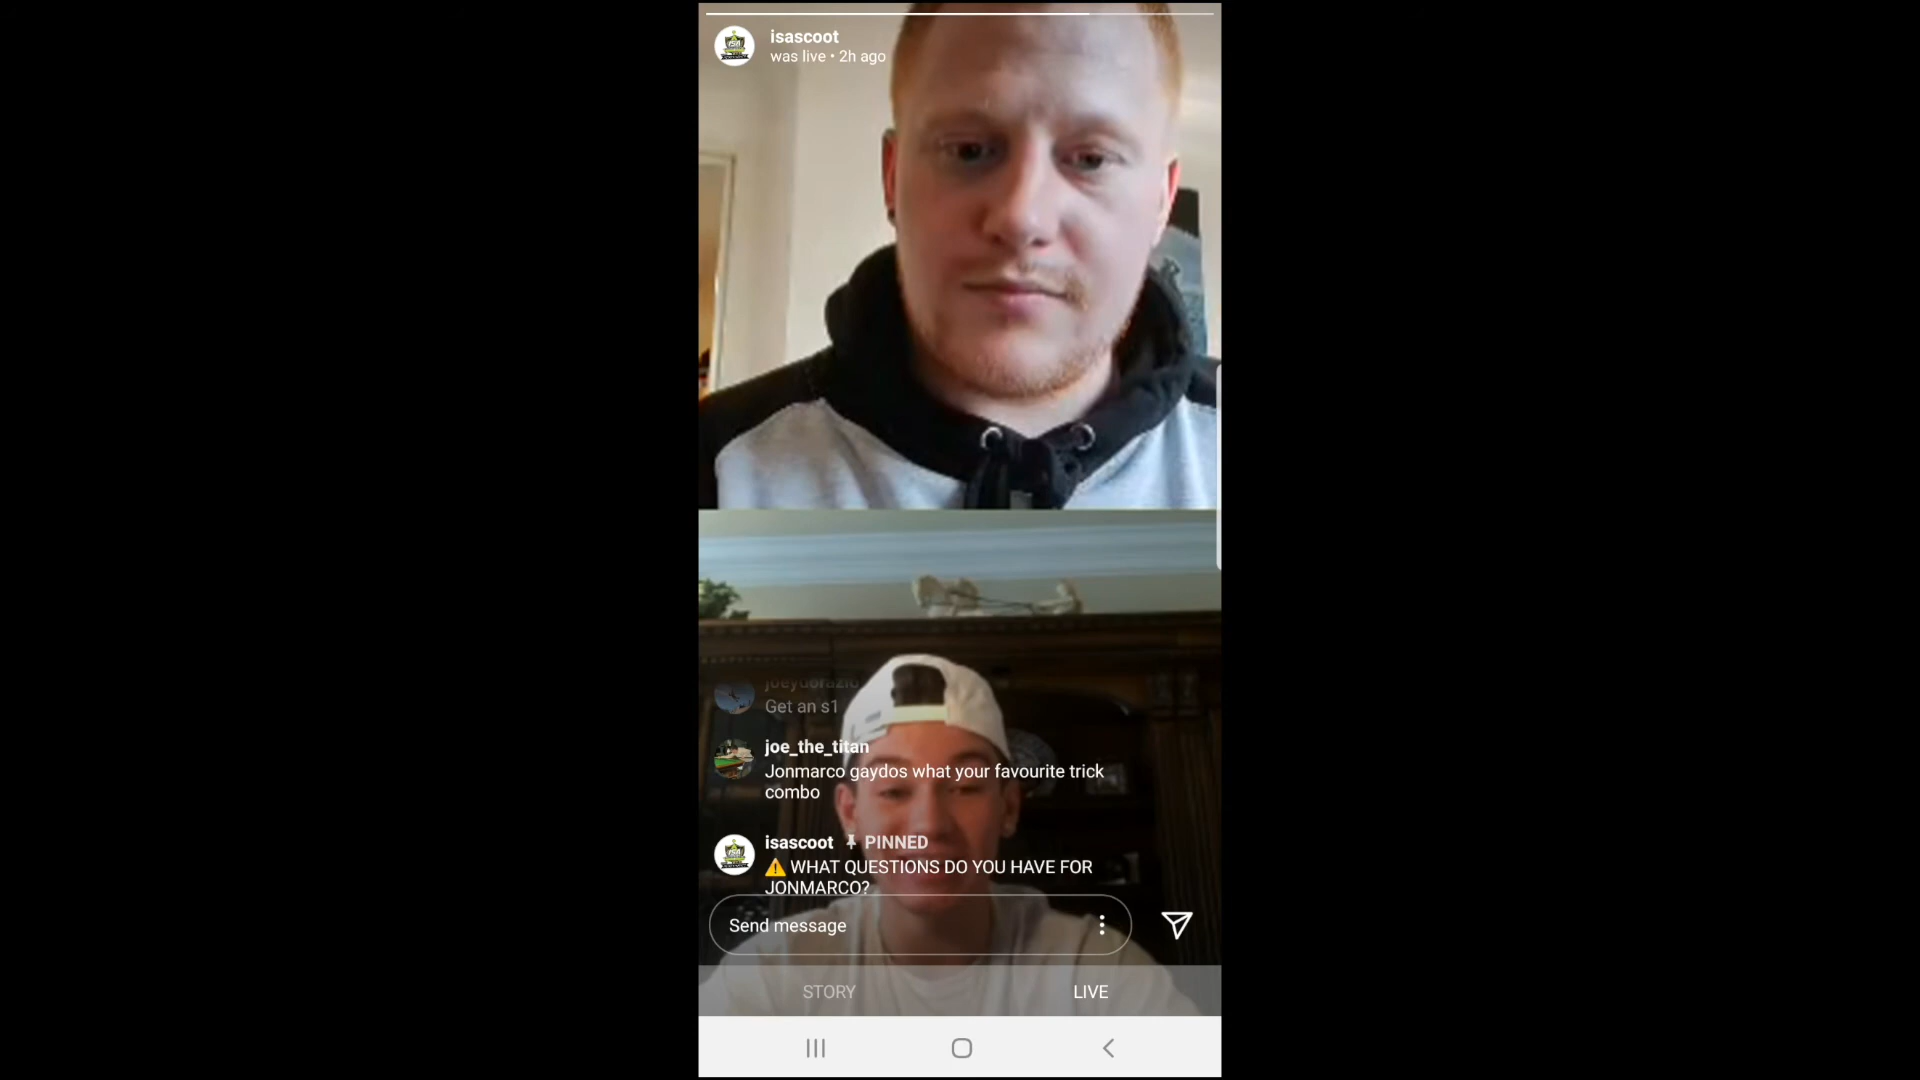 isascoot
was live • 2h ago
joeydorazio
Get an s1
joe_the_titan
Jonmarco gaydos what your favourite trick
combo
isascoot PINNED
⚠️ WHAT QUESTIONS DO YOU HAVE FOR
JONMARCO?
Send message
STORY LIVE